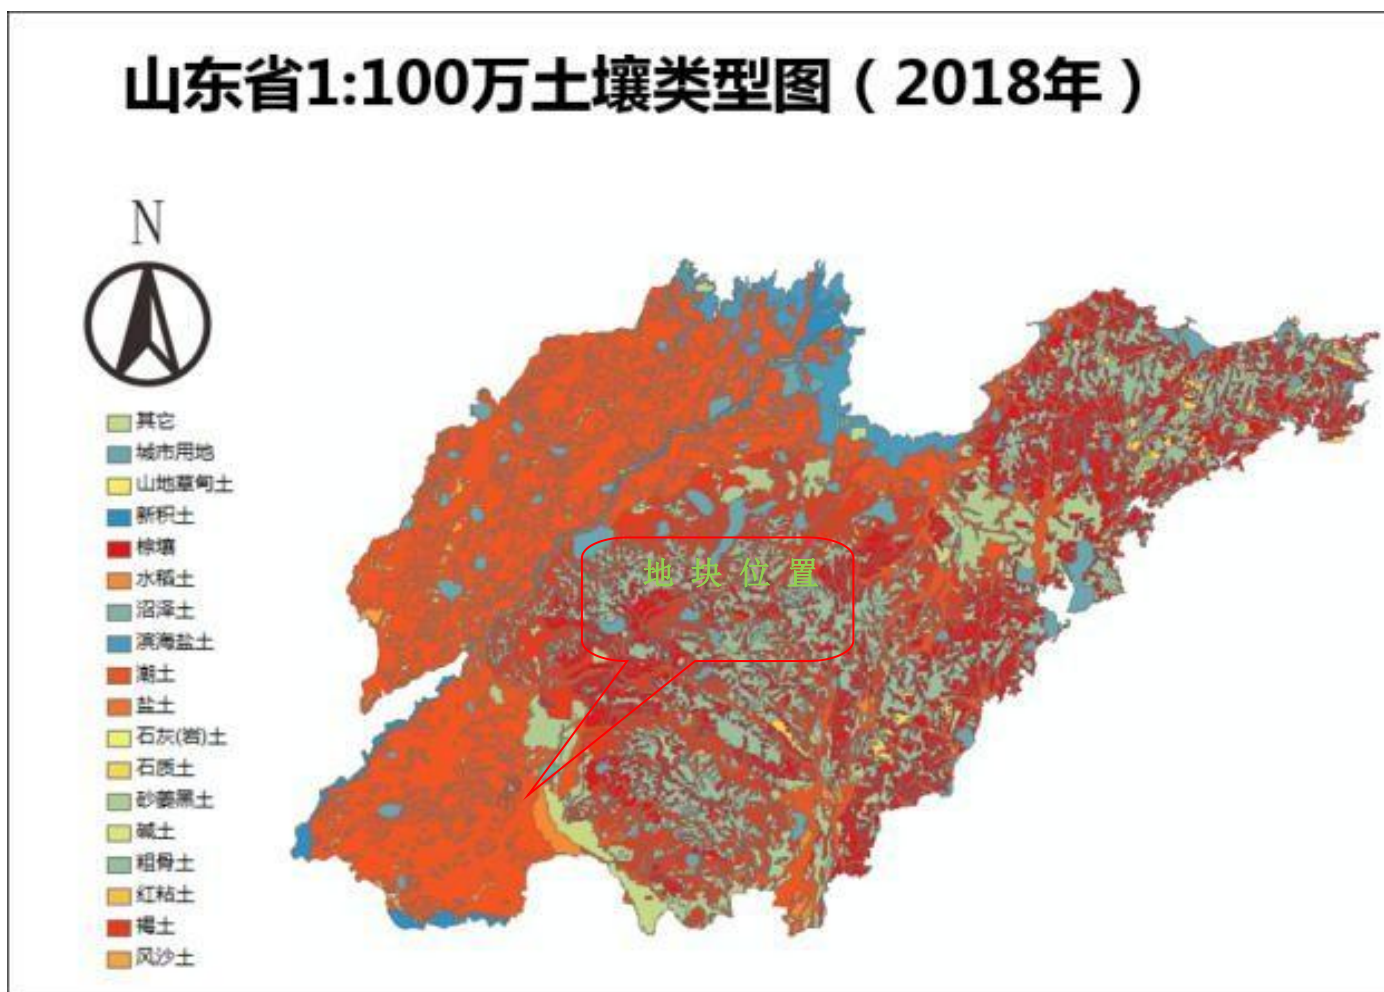 山东省1:100万土壤类型图（2018年）
N
其它
城市用地
山地草甸土
新积土
棕壤
水稻土
沼泽土
滨海盐土
潮土
盐土
石灰(岩)土
石质土
砂姜黑土
碱土
粗骨土
红粘土
褐土
风沙土
地块位置